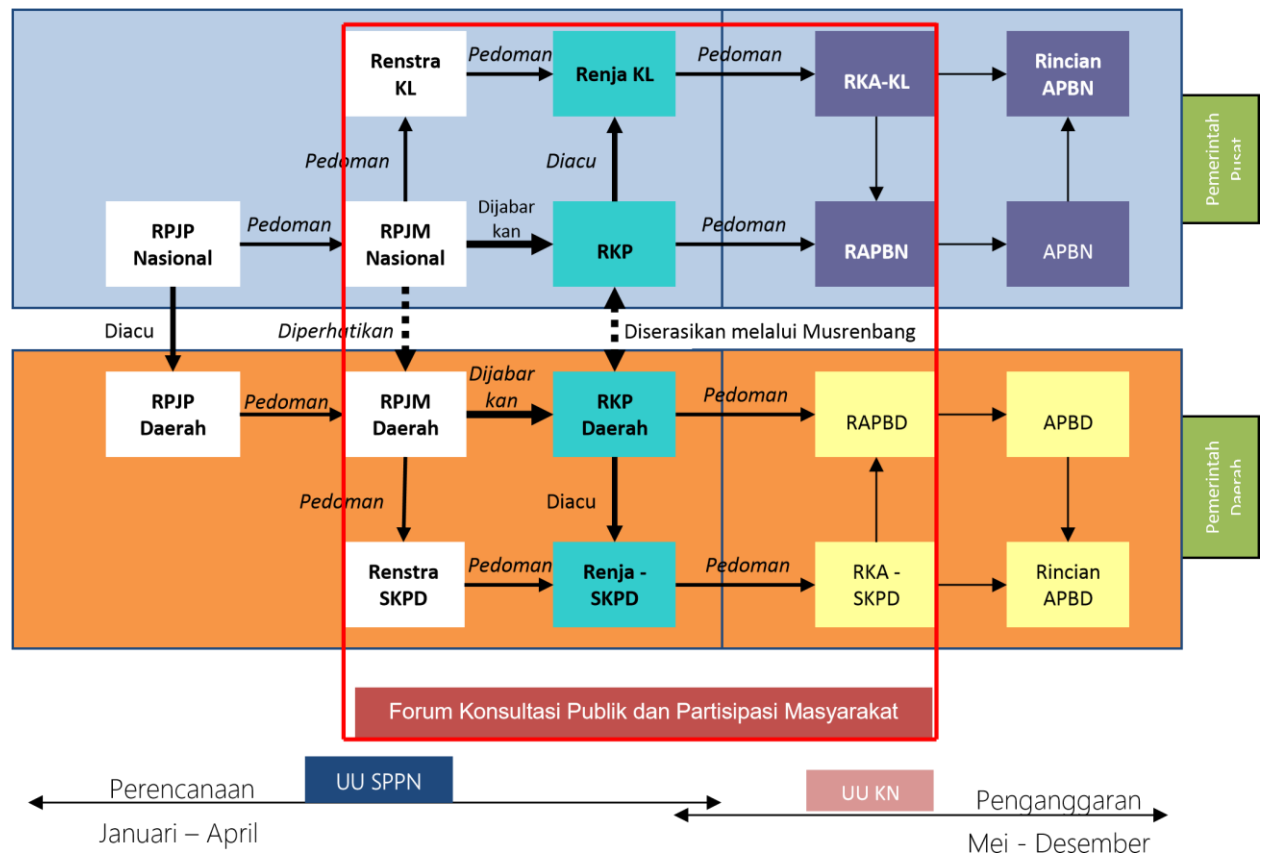 Renstra
KL
Pedoman
Renja KL
Pedoman
RKA-KL
Rincian
APBN
Pemerintah
Pusat
Pedoman
Diacu
RPJP
Nasional
Pedoman
RPJM
Nasional
Dijabar
kan
RKP
Pedoman
RAPBN
APBN
Diacu
Diperhatikan
Diserasikan melalui Musrenbang
RPJP
Daerah
Pedoman
RPJM
Daerah
Dijabar
kan
RKP
Daerah
Pedoman
RAPBD
APBD
Pemerintah
Daerah
Pedoman
Diacu
Renstra
SKPD
Pedoman
Renja -
SKPD
Pedoman
RKA -
SKPD
Rincian
APBD
Forum Konsultasi Publik dan Partisipasi Masyarakat
Perencanaan
UU SPPN
UU KN
Penganggaran
Januari – April
Mei - Desember